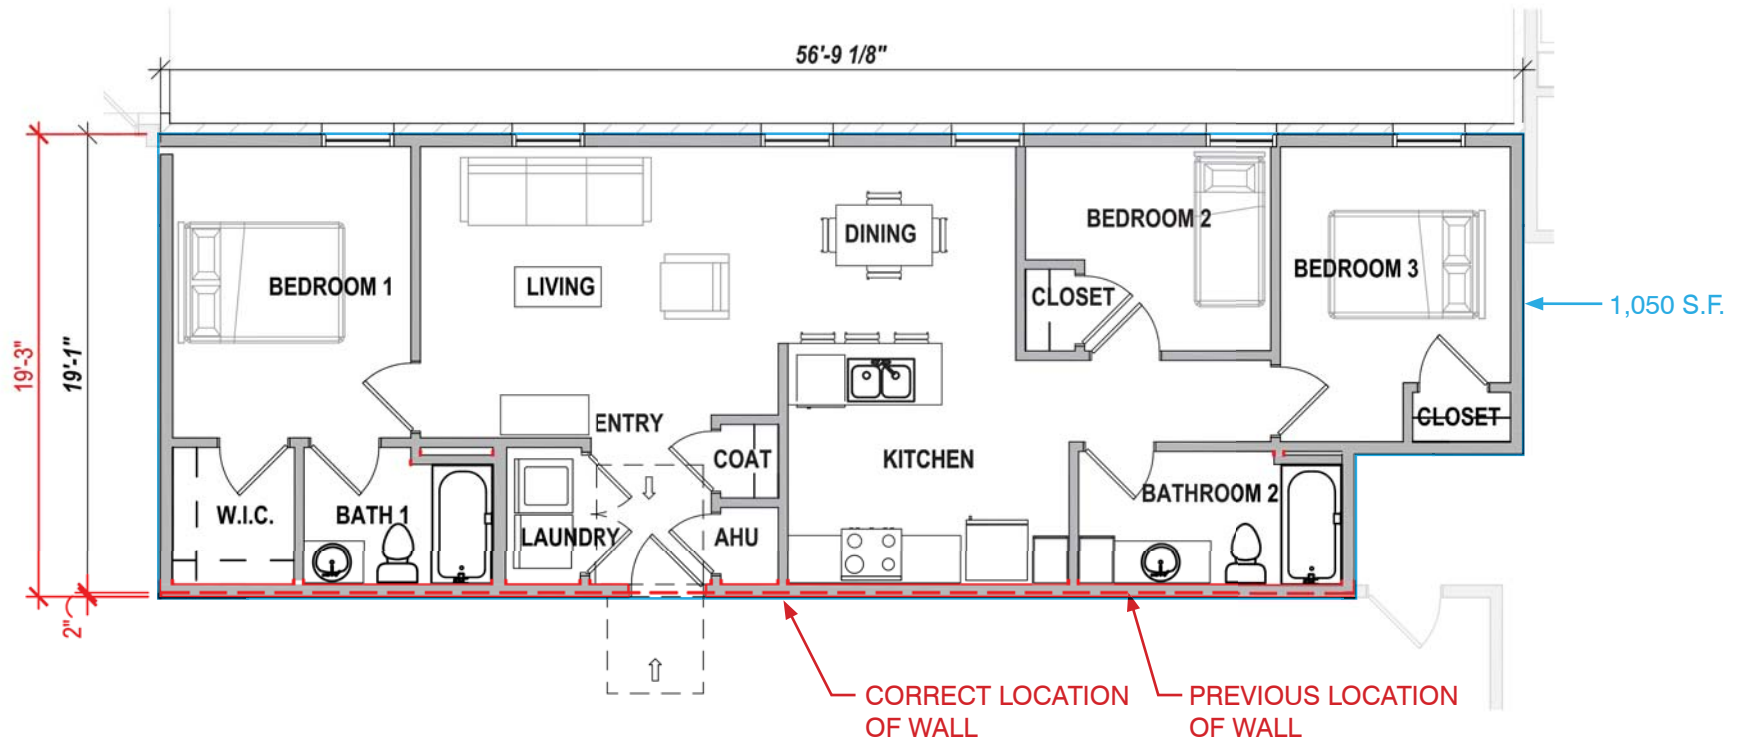 56'-9 1/8"
19'-3"
19'-1"
2"
BEDROOM 1
LIVING
DINING
BEDROOM 2
CLOSET
BEDROOM 3
1,050 S.F.
CLOSET
ENTRY
COAT
KITCHEN
W.I.C.
BATH 1
LAUNDRY
AHU
BATHROOM 2
CORRECT LOCATION
OF WALL
PREVIOUS LOCATION
OF WALL